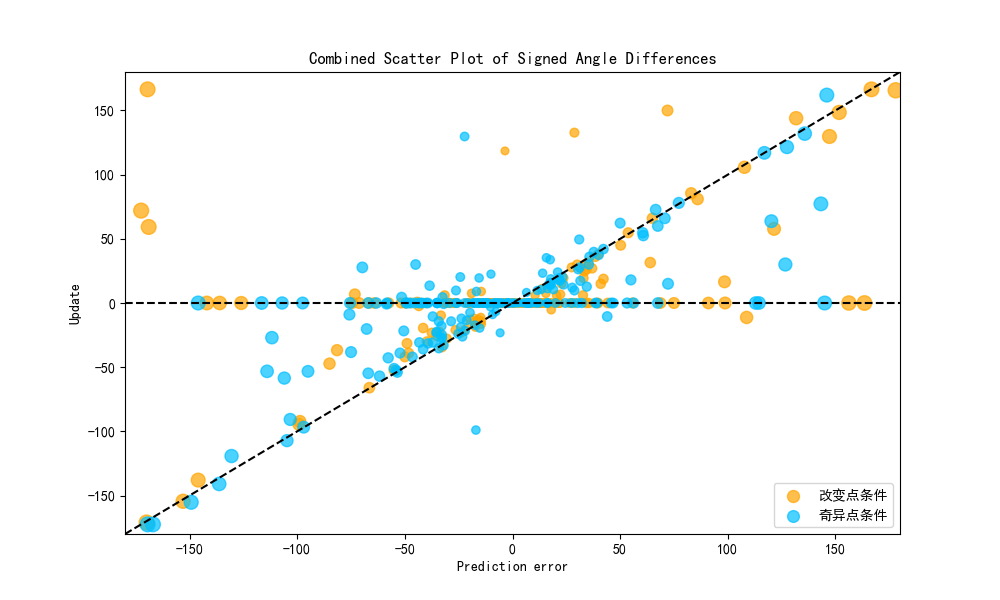 Combined Scatter Plot of Signed Angle Differences
Update
150
100
50
0
−50
−100
−150
−150
−100
−50
0
50
100
150
Prediction error
改变点条件
奇异点条件